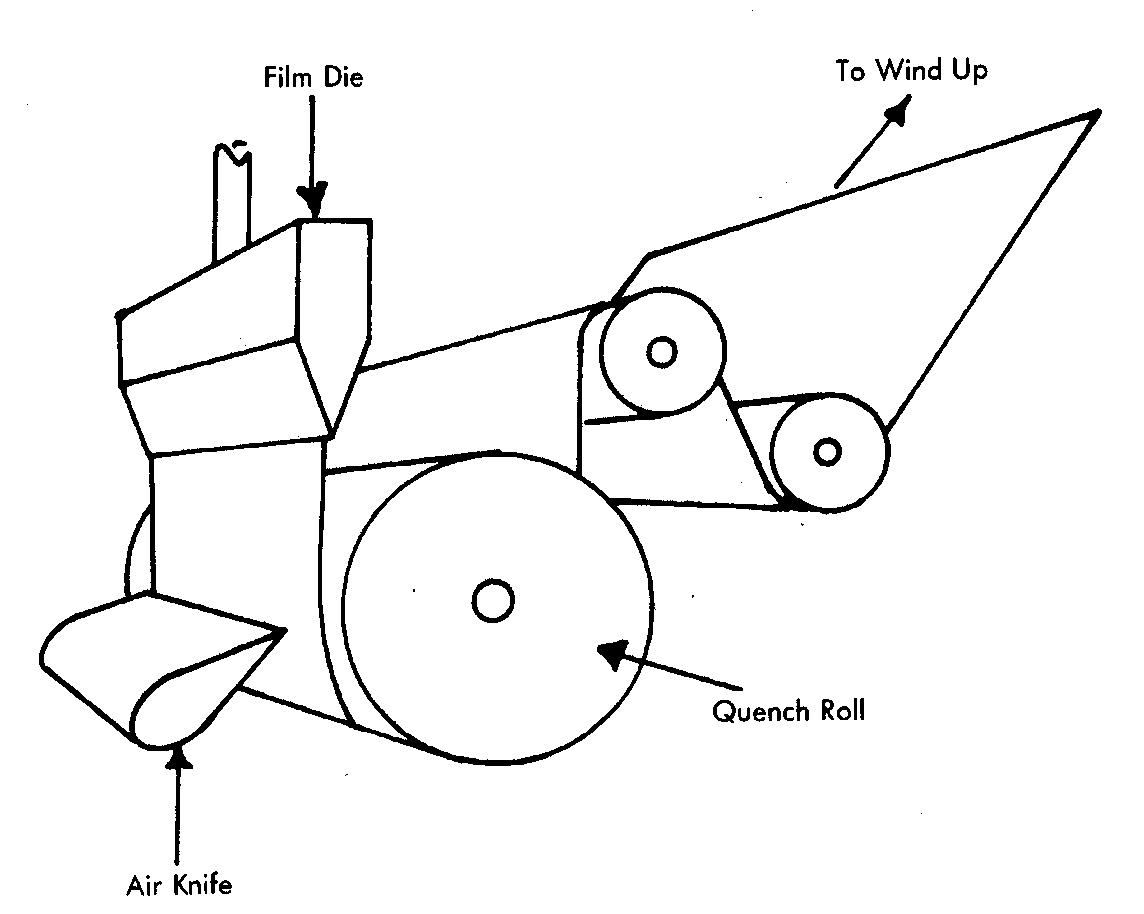 Film Die
To Wind Up
Quench Roll
Air Knife